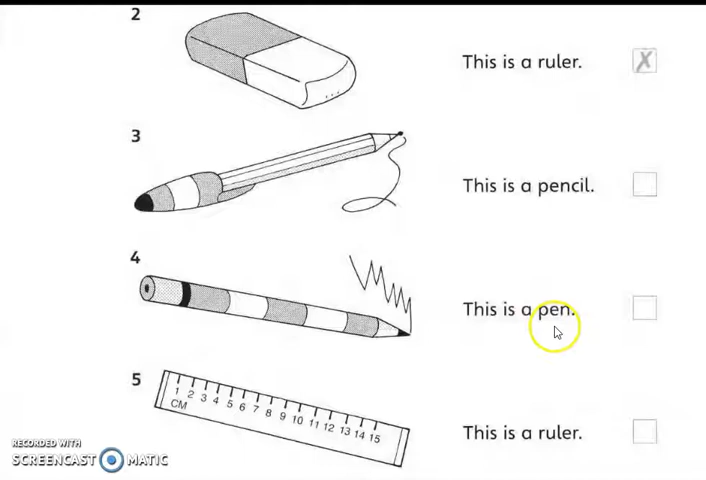 2
This is a ruler. X
3
This is a pencil.
4
This is a pen.
5
1 2 3 4 5 6 7 8 9 10 11 12 13 14 15
CM
This is a ruler.
RECORDED WITH
SCREENCAST MATIC